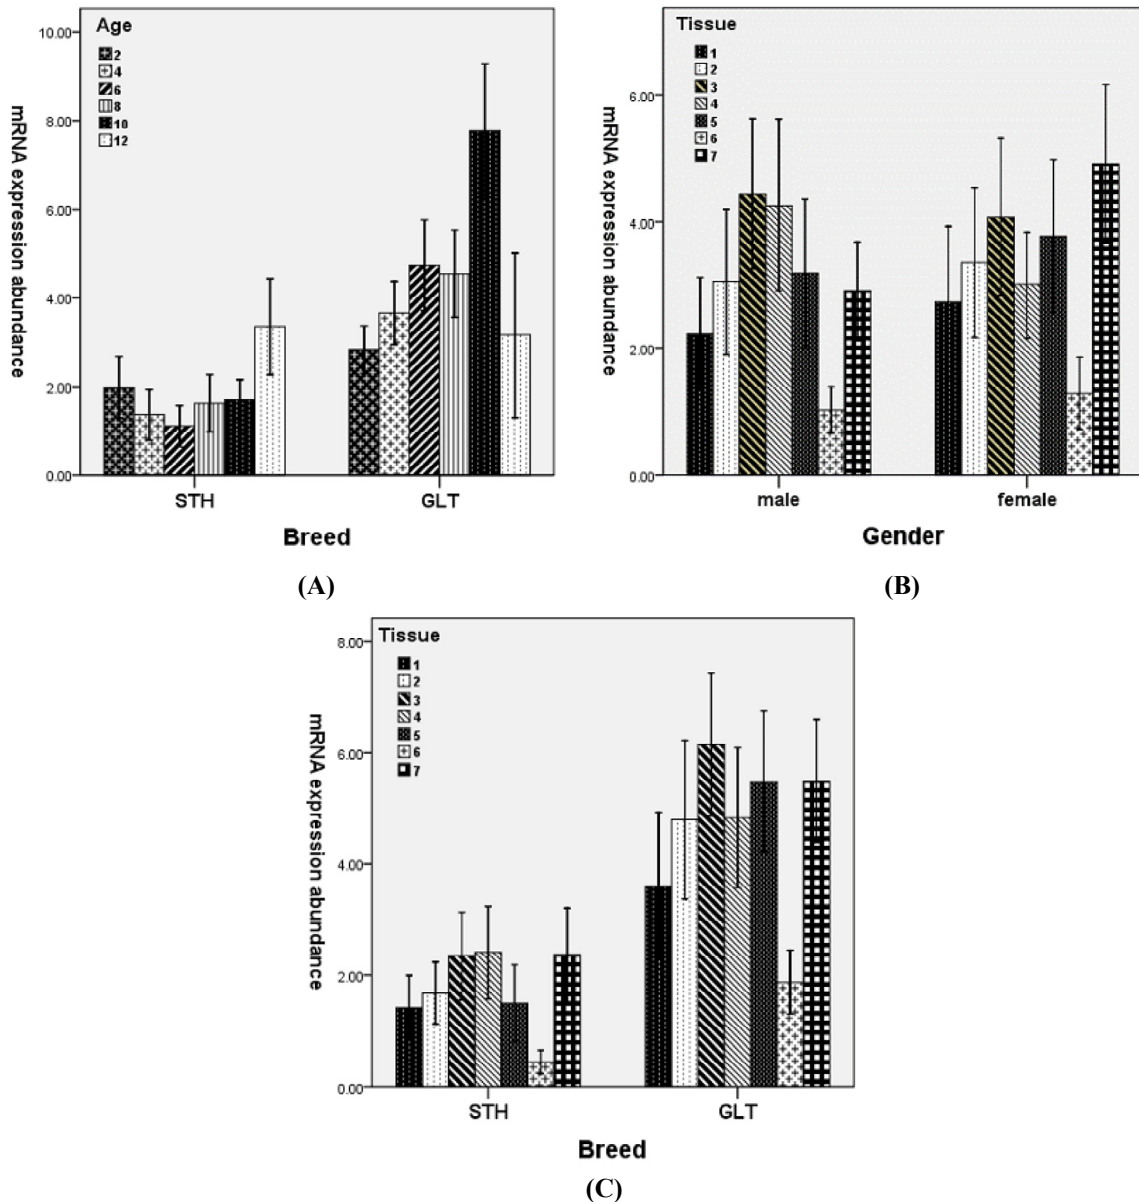 Age
2
4
6
8
10
12
mRNA expression abundance
10.00
8.00
6.00
4.00
2.00
0.00
STH GLT
Breed
(A)
Tissue
1
2
3
4
5
6
7
mRNA expression abundance
6.00
4.00
2.00
0.00
male female
Gender
(B)
Tissue
1
2
3
4
5
6
7
mRNA expression abundance
8.00
6.00
4.00
2.00
0.00
STH GLT
Breed
(C)